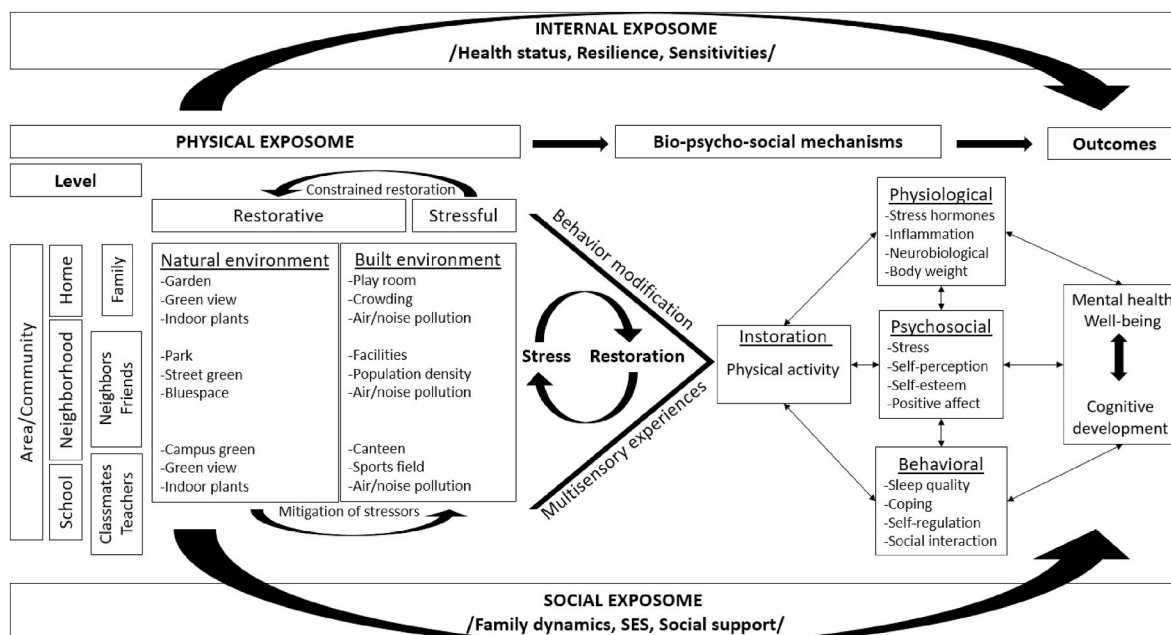 INTERNAL EXPOSOME
/Health status, Resilience, Sensitivities/
PHYSICAL EXPOSOME
Bio-psycho-social mechanisms
Outcomes
Level
Constrained restoration
Restorative
Stressful
Area/Community
Home
Neighborhood
School
Family
Neighbors
Friends
Classmates
Teachers
Natural environment
-Garden
-Green view
-Indoor plants
-Park
-Street green
-Bluespace
-Campus green
-Green view
-Indoor plants
Built environment
-Play room
-Crowding
-Air/noise pollution
-Facilities
-Population density
-Air/noise pollution
-Canteen
-Sports field
-Air/noise pollution
Mitigation of stressors
Stress
Restoration
Behavior modification
Multisensory experiences
Instoration
Physical activity
Physiological
-Stress hormones
-Inflammation
-Neurobiological
-Body weight
Psychosocial
-Stress
-Self-perception
-Self-esteem
-Positive affect
Behavioral
-Sleep quality
-Coping
-Self-regulation
-Social interaction
Mental health
Well-being
Cognitive
development
SOCIAL EXPOSOME
/Family dynamics, SES, Social support/